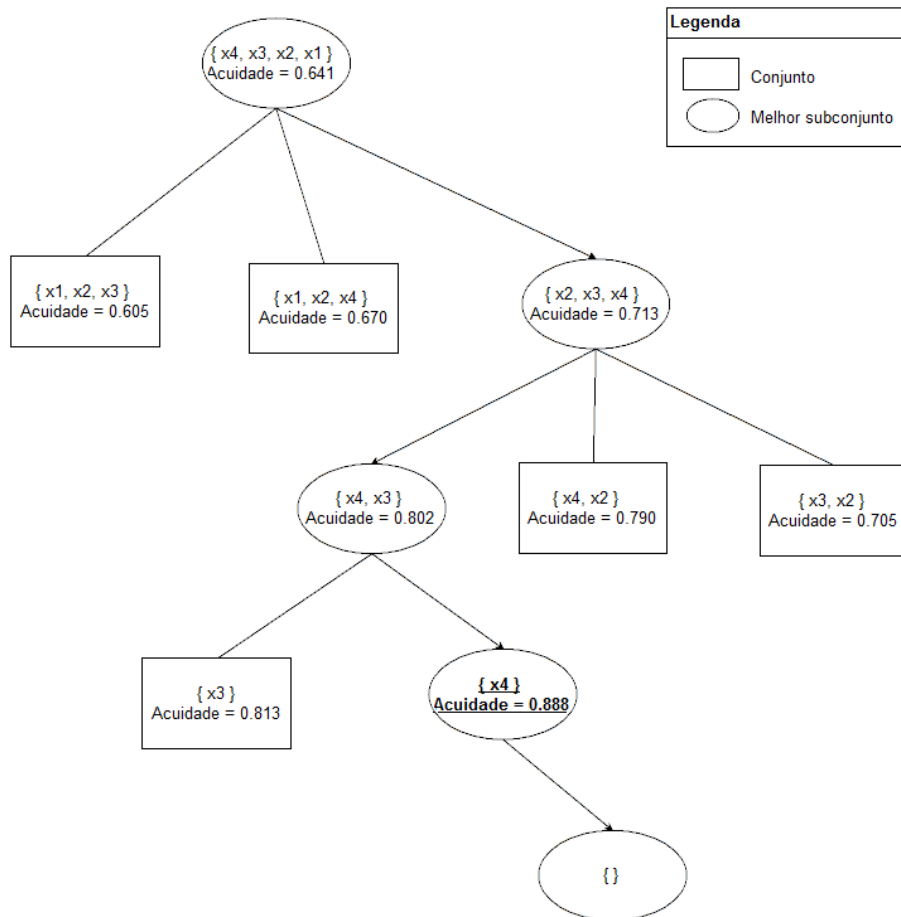 Legenda
Conjunto
Melhor subconjunto
{ x4, x3, x2, x1 }
Acuidade = 0.641
{ x1, x2, x3 }
Acuidade = 0.605
{ x1, x2, x4 }
Acuidade = 0.670
{ x2, x3, x4 }
Acuidade = 0.713
{ x4, x3 }
Acuidade = 0.802
{ x4, x2 }
Acuidade = 0.790
{ x3, x2 }
Acuidade = 0.705
{ x3 }
Acuidade = 0.813
{ x4 }
Acuidade = 0.888
{ }